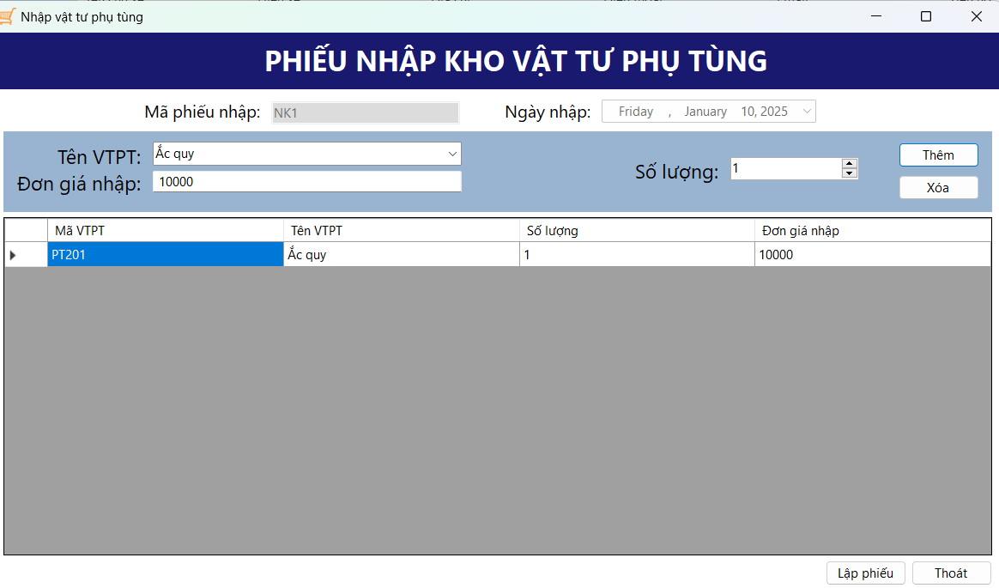 Nhập vật tư phụ tùng
PHIẾU NHẬP KHO VẬT TƯ PHỤ TÙNG
Mã phiếu nhập: NK1 Ngày nhập: Friday , January 10, 2025
Tên VTPT: Ắc quy Số lượng: 1 Thêm
Đơn giá nhập: 10000 Xóa
Mã VTPT Tên VTPT Số lượng Đơn giá nhập
PT201 Ắc quy 1 10000
Lập phiếu Thoát